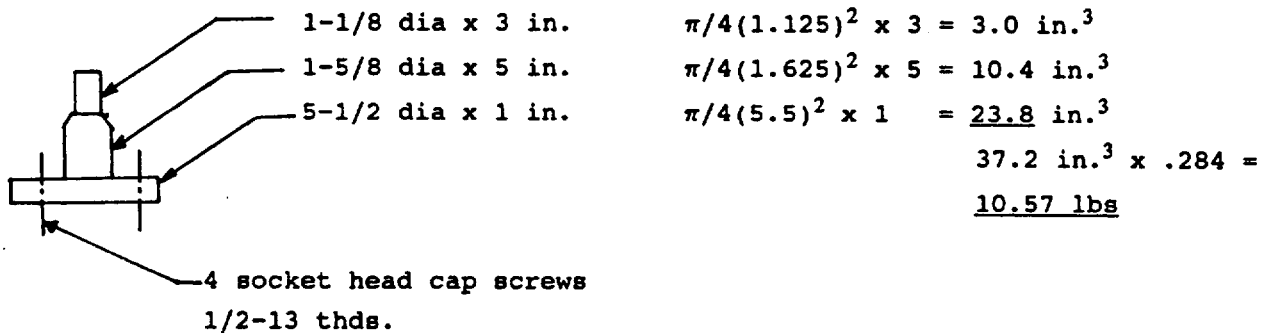 1-1/8 dia x 3 in. π/4(1.125)² x 3 = 3.0 in.³
1-5/8 dia x 5 in. π/4(1.625)² x 5 = 10.4 in.³
5-1/2 dia x 1 in. π/4(5.5)² x 1 = 23.8 in.³
37.2 in.³ x .284 =
10.57 lbs
4 socket head cap screws
1/2-13 thds.